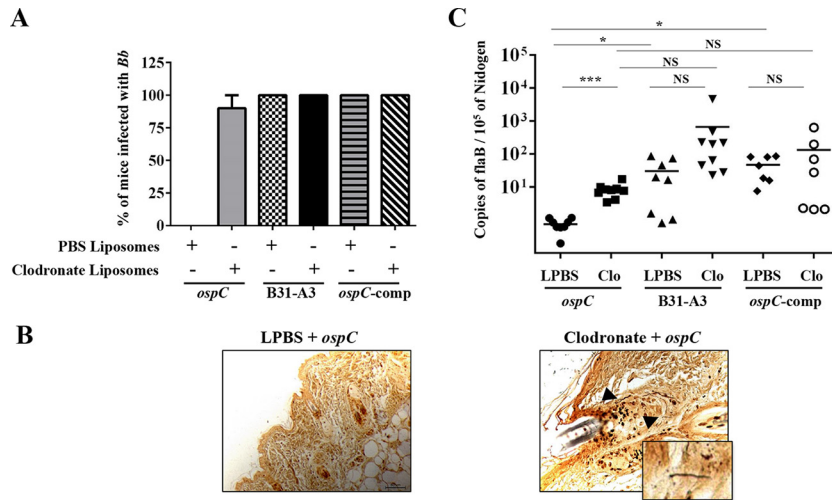 A
% of mice infected with Bb
125
100
75
50
25
0
PBS Liposomes + - + - + -
Clodronate Liposomes - + - + - +
ospC B31-A3 ospC-comp
C
Copies of flaB / 10^5 of Nidogen
10^5
10^4
10^3
10^2
10^1
*
* NS
NS
*** NS NS
LPBS Clo LPBS Clo LPBS Clo
ospC B31-A3 ospC-comp
B
LPBS + ospC
Clodronate + ospC